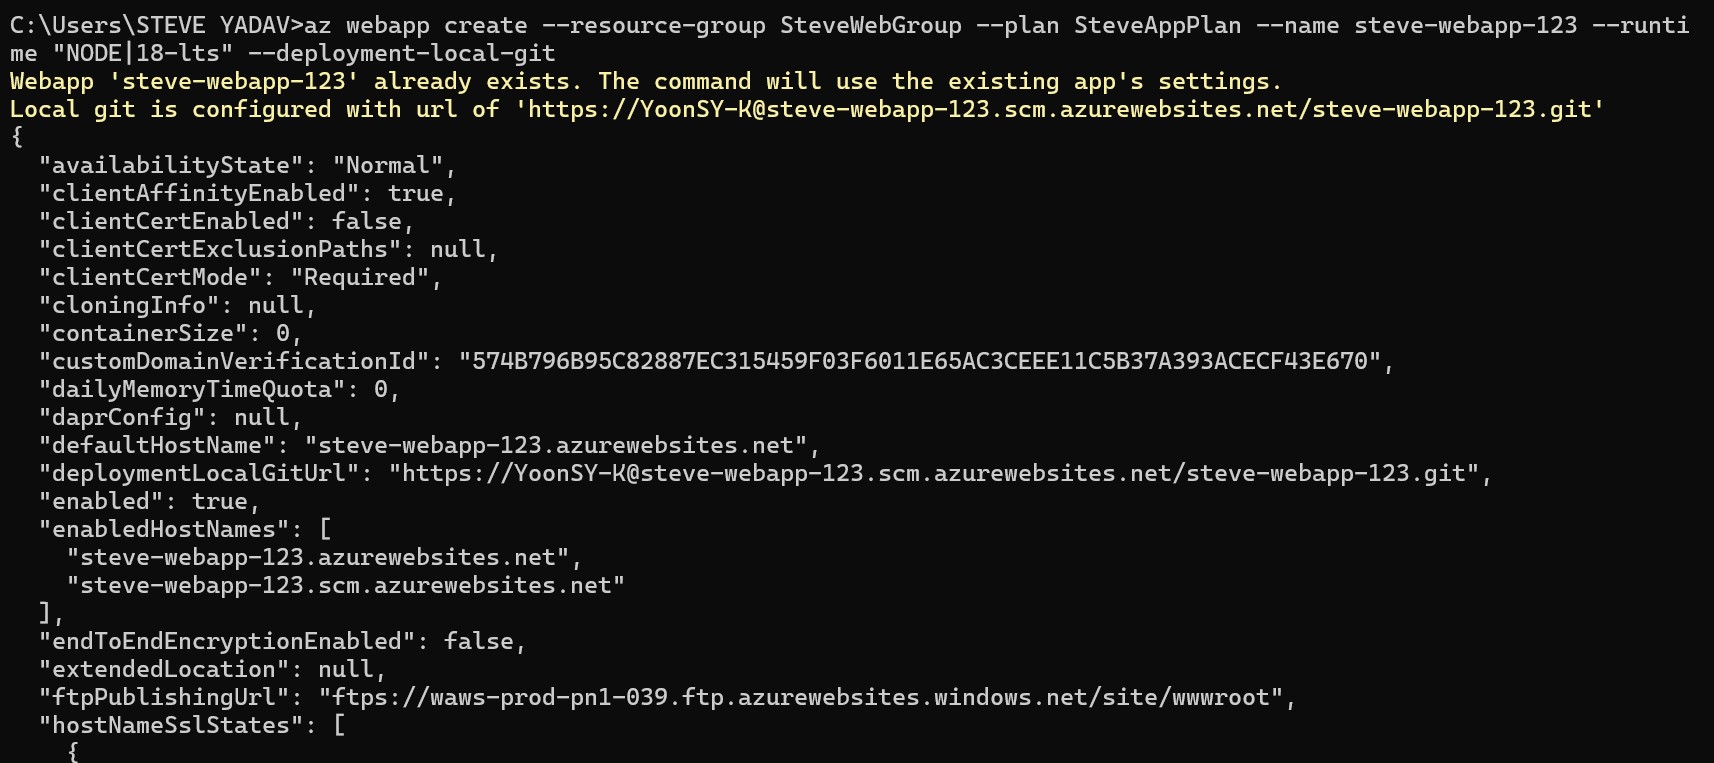 C:\Users\STEVE YADAV>az webapp create --resource-group SteveWebGroup --plan SteveAppPlan --name steve-webapp-123 --runti
me "NODE|18-lts" --deployment-local-git
Webapp 'steve-webapp-123' already exists. The command will use the existing app's settings.
Local git is configured with url of 'https://YoonSY-K@steve-webapp-123.scm.azurewebsites.net/steve-webapp-123.git'
{
  "availabilityState": "Normal",
  "clientAffinityEnabled": true,
  "clientCertEnabled": false,
  "clientCertExclusionPaths": null,
  "clientCertMode": "Required",
  "cloningInfo": null,
  "containerSize": 0,
  "customDomainVerificationId": "574B796B95C82887EC315459F03F6011E65AC3CEEE11C5B37A393ACECF43E670",
  "dailyMemoryTimeQuota": 0,
  "daprConfig": null,
  "defaultHostName": "steve-webapp-123.azurewebsites.net",
  "deploymentLocalGitUrl": "https://YoonSY-K@steve-webapp-123.scm.azurewebsites.net/steve-webapp-123.git",
  "enabled": true,
  "enabledHostNames": [
    "steve-webapp-123.azurewebsites.net",
    "steve-webapp-123.scm.azurewebsites.net"
  ],
  "endToEndEncryptionEnabled": false,
  "extendedLocation": null,
  "ftpPublishingUrl": "ftps://waws-prod-pn1-039.ftp.azurewebsites.windows.net/site/wwwroot",
  "hostNameSslStates": [
    {